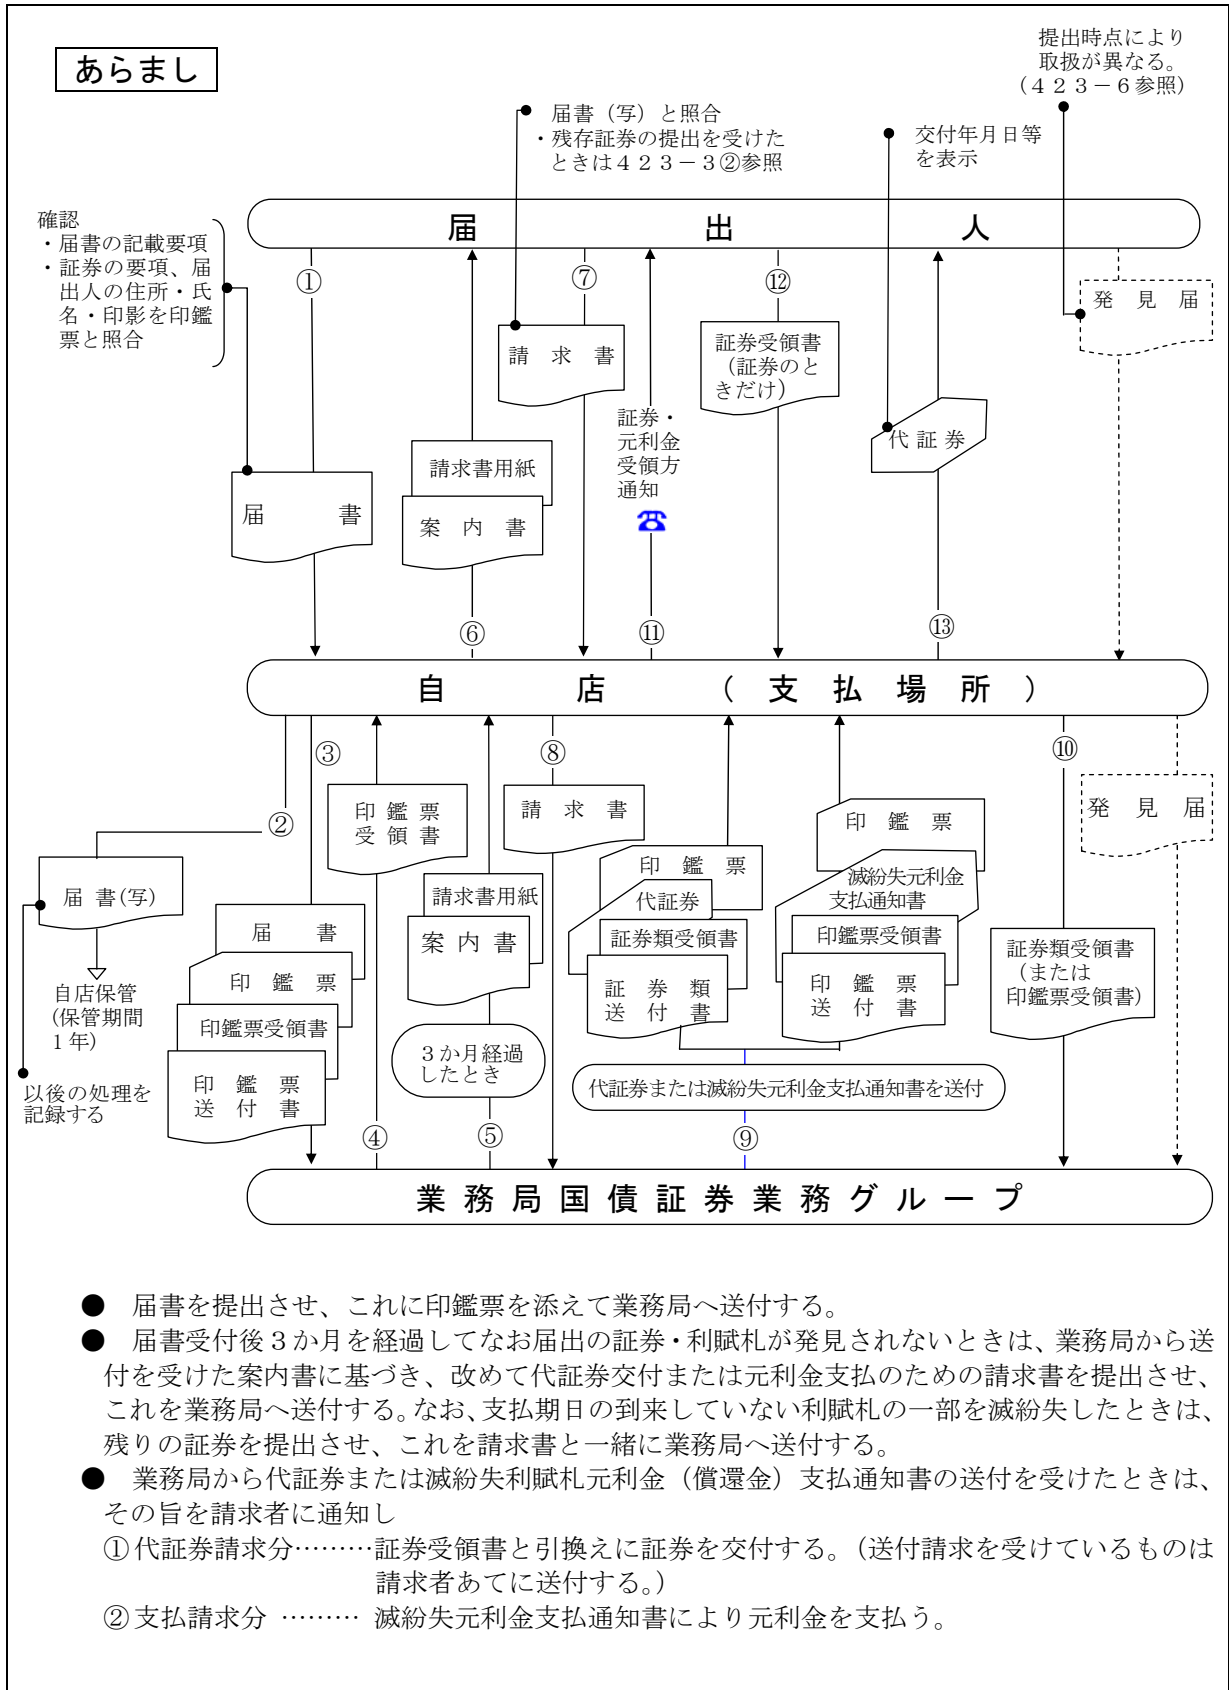 あらまし
提出時点により
取扱が異なる。
(423-6参照)
届書(写)と照合
・残存証券の提出を受けた
ときは423-3②参照
交付年月日等
を表示
確認
・届書の記載要項
・証券の要項、届
出人の住所・氏
名・印影を印鑑
票と照合
届出人
①
⑦
⑫
発見届
請求書
証券受領書
(証券のと
きだけ)
証券・
元利金
受領方
通知
代証券
請求書用紙
案内書
届書
⑥
⑪
⑬
自店(支払場所)
③
⑧
⑩
②
印鑑票
受領書
請求書
印鑑票
発見届
届書(写)
請求書用紙
案内書
印鑑票
代証券
証券類受領書
証券類
送付書
滅紛失元利金
支払通知書
印鑑票受領書
印鑑票
送付書
証券類受領書
(または
印鑑票受領書)
届書
印鑑票
印鑑票受領書
印鑑票
送付書
自店保管
(保管期間
1年)
以後の処理を
記録する
3か月経過
したとき
代証券または滅紛失元利金支払通知書を送付
④
⑤
⑨
業務局国債証券業務グループ
● 届書を提出させ、これに印鑑票を添えて業務局へ送付する。
● 届書受付後3か月を経過してなお届出の証券・利賦札が発見されないときは、業務局から送
付を受けた案内書に基づき、改めて代証券交付または元利金支払のための請求書を提出させ、
これを業務局へ送付する。なお、支払期日の到来していない利賦札の一部を滅紛失したときは、
残りの証券を提出させ、これを請求書と一緒に業務局へ送付する。
● 業務局から代証券または滅紛失利賦札元利金(償還金)支払通知書の送付を受けたときは、
その旨を請求者に通知し
①代証券請求分………証券受領書と引換えに証券を交付する。(送付請求を受けているものは
請求者あてに送付する。)
②支払請求分 ……… 滅紛失元利金支払通知書により元利金を支払う。